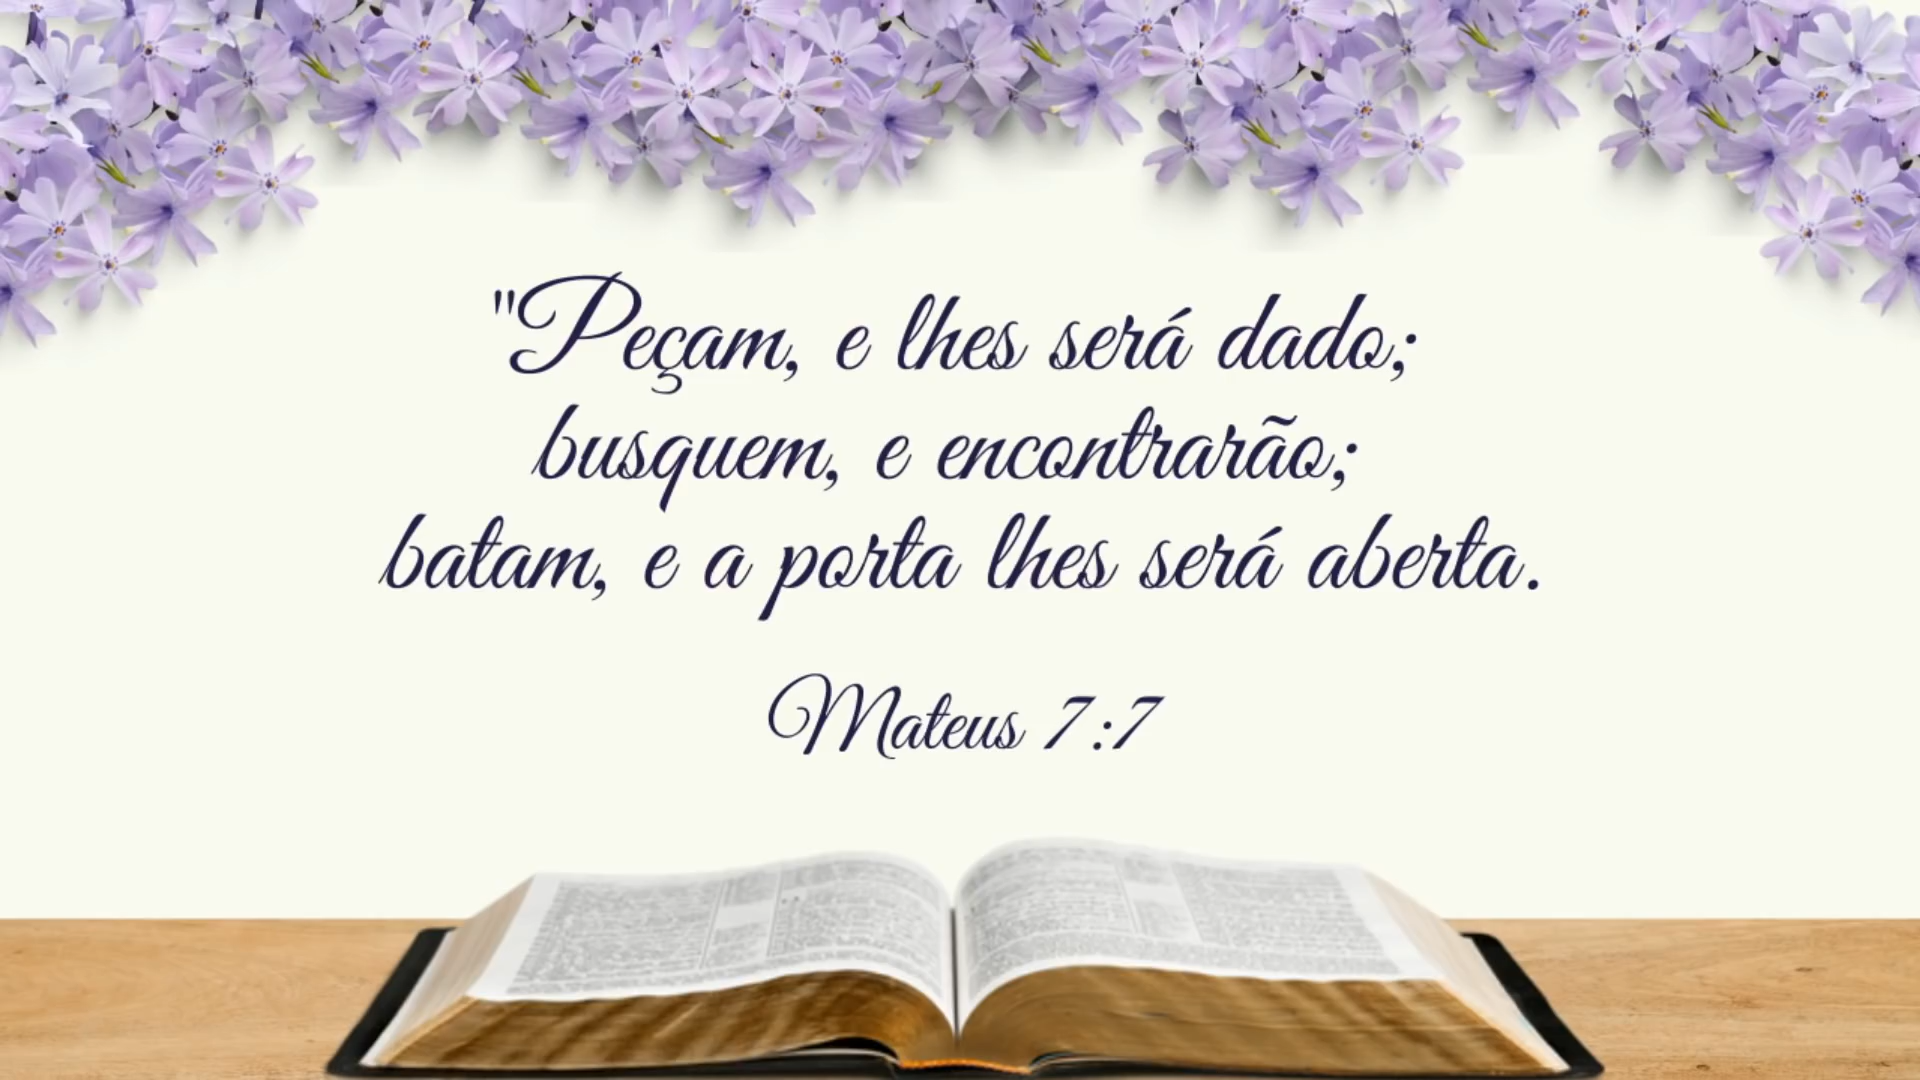 "Peçam, e lhes será dado;
busquem, e encontrarão;
batam, e a porta lhes será aberta.
Mateus 7:7